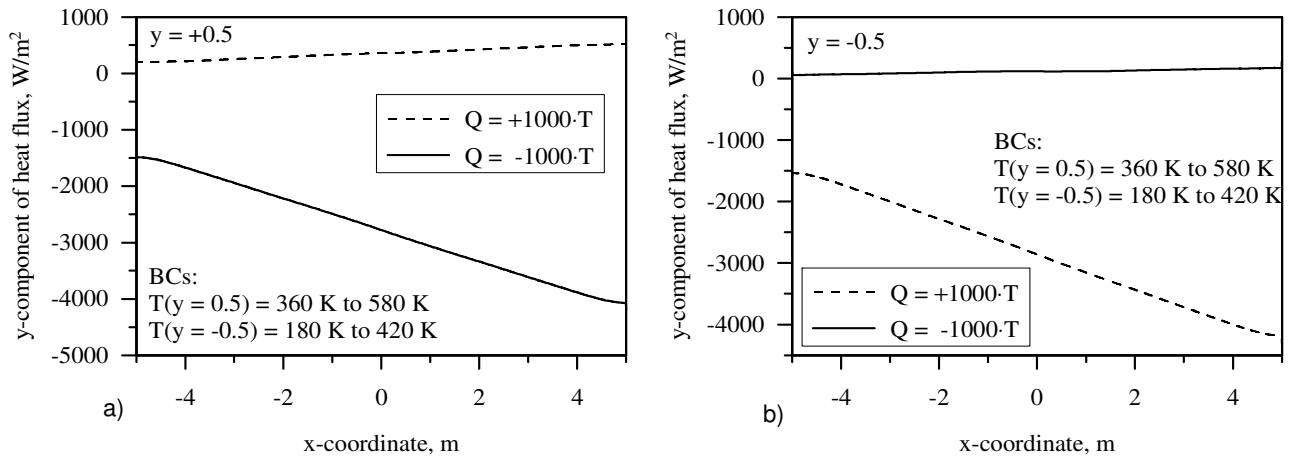 y-component of heat flux, W/m²
1000
0
-1000
-2000
-3000
-4000
-5000
y = +0.5
Q = +1000·T
Q = -1000·T
BCs:
T(y = 0.5) = 360 K to 580 K
T(y = -0.5) = 180 K to 420 K
-4
-2
0
2
4
a)
x-coordinate, m
y-component of heat flux, W/m²
1000
0
-1000
-2000
-3000
-4000
y = -0.5
BCs:
T(y = 0.5) = 360 K to 580 K
T(y = -0.5) = 180 K to 420 K
Q = +1000·T
Q = -1000·T
-4
-2
0
2
4
b)
x-coordinate, m